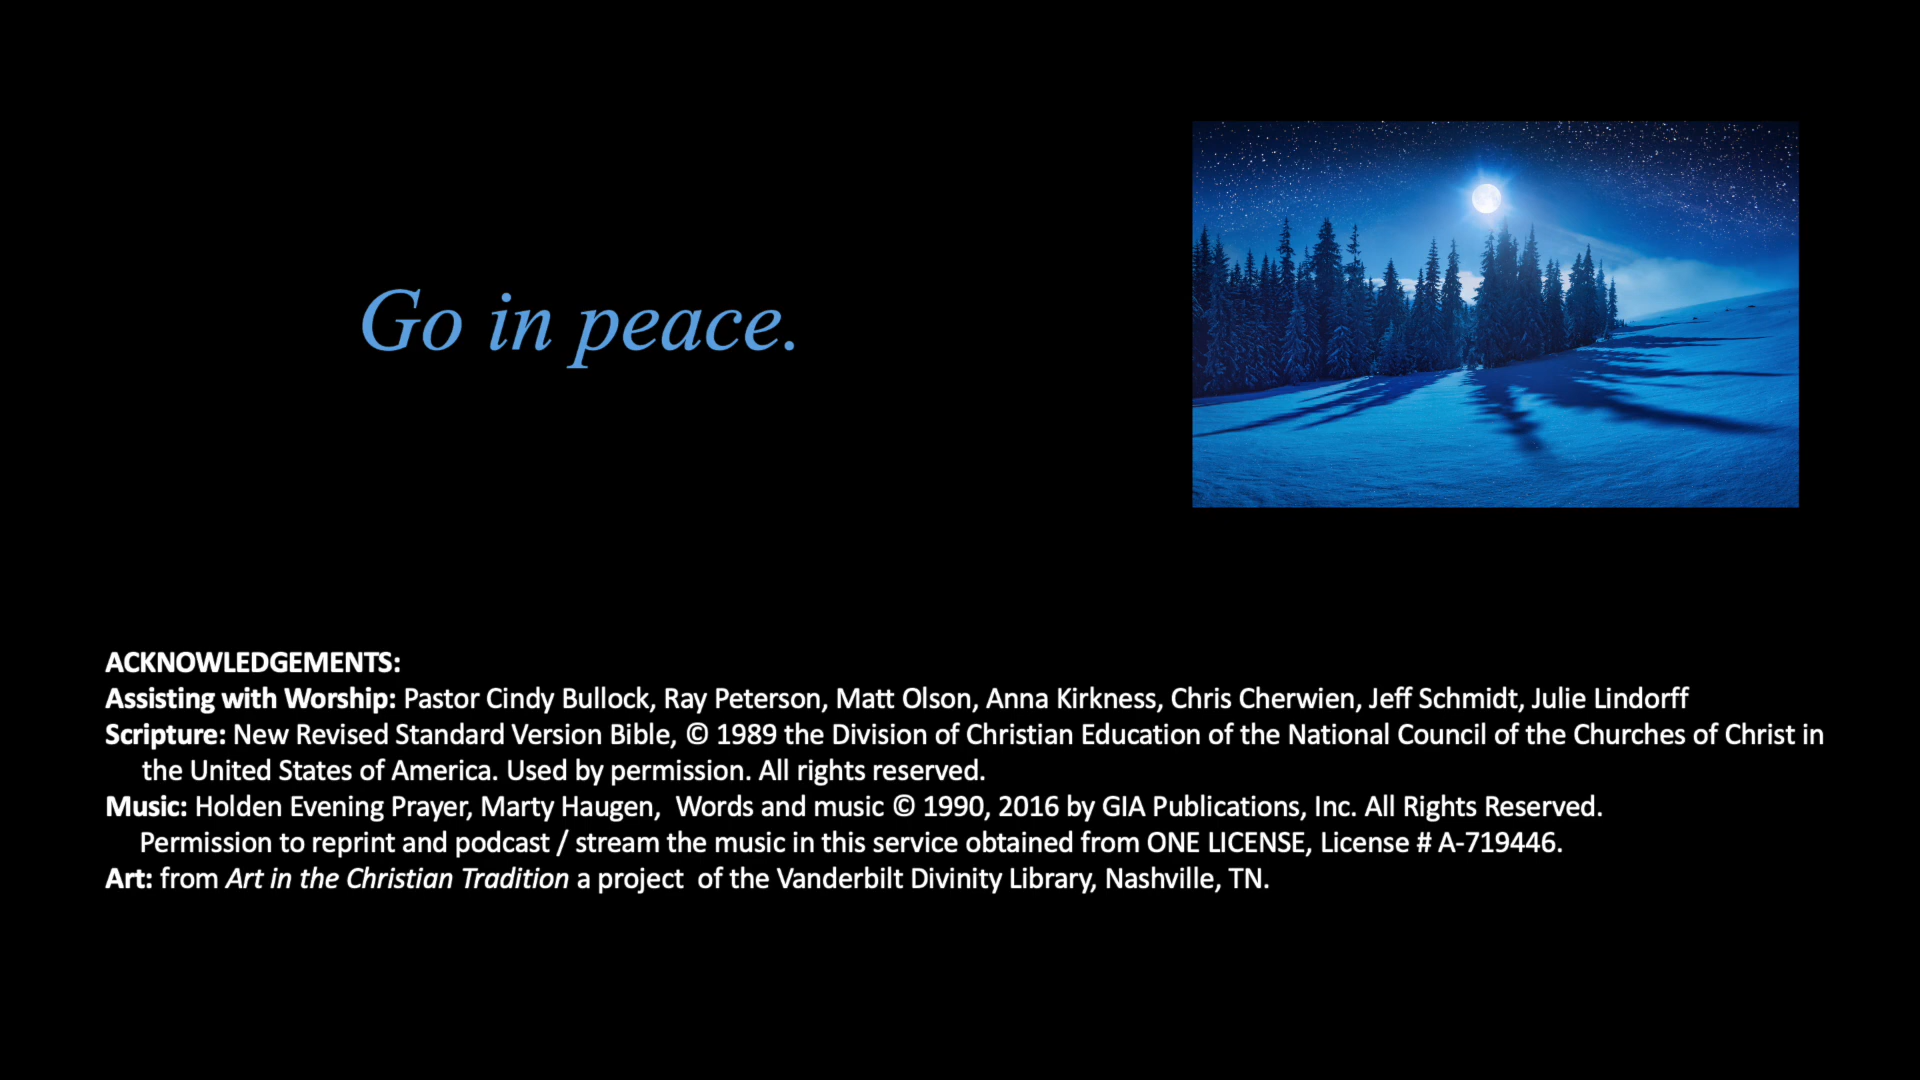 Go in peace.
ACKNOWLEDGEMENTS:
Assisting with Worship: Pastor Cindy Bullock, Ray Peterson, Matt Olson, Anna Kirkness, Chris Cherwien, Jeff Schmidt, Julie Lindorff
Scripture: New Revised Standard Version Bible, © 1989 the Division of Christian Education of the National Council of the Churches of Christ in
the United States of America. Used by permission. All rights reserved.
Music: Holden Evening Prayer, Marty Haugen,  Words and music © 1990, 2016 by GIA Publications, Inc. All Rights Reserved.
Permission to reprint and podcast / stream the music in this service obtained from ONE LICENSE, License # A-719446.
Art: from Art in the Christian Tradition a project  of the Vanderbilt Divinity Library, Nashville, TN.